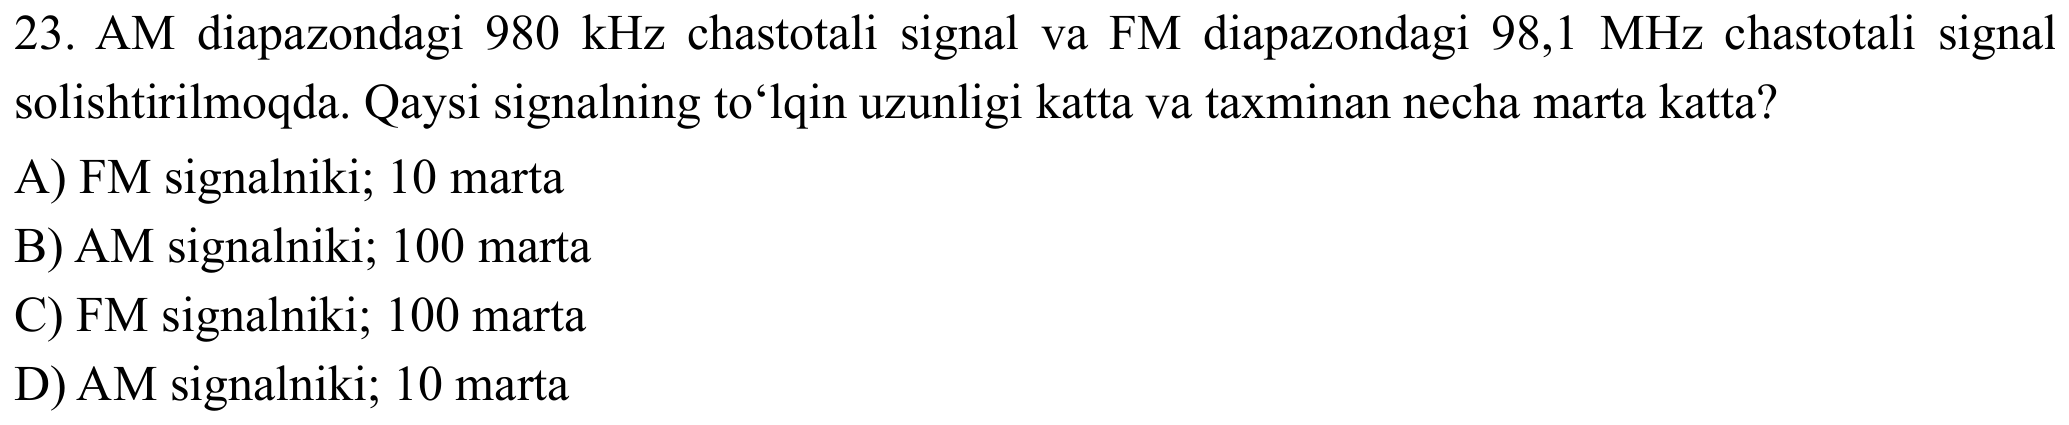 23. AM diapazondagi 980 kHz chastotali signal va FM diapazondagi 98,1 MHz chastotali signal
solishtirilmoqda. Qaysi signalning to‘lqin uzunligi katta va taxminan necha marta katta?
A) FM signalniki; 10 marta
B) AM signalniki; 100 marta
C) FM signalniki; 100 marta
D) AM signalniki; 10 marta